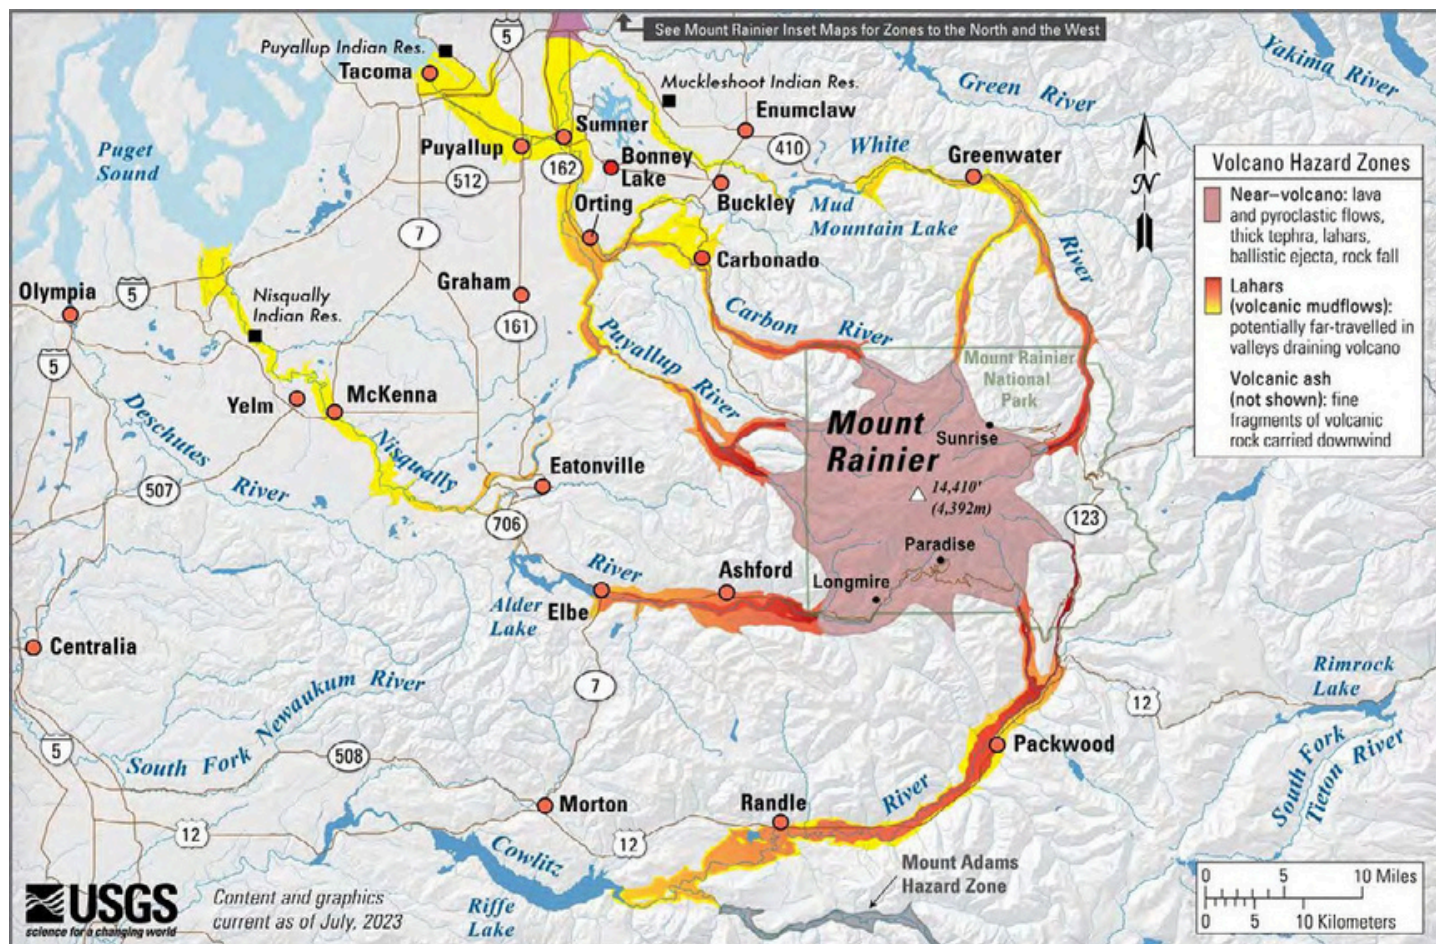 See Mount Rainier Inset Maps for Zones to the North and the West
5
Puyallup Indian Res.
Tacoma
Muckleshoot Indian Res.
Enumclaw
Green River
Yakima River
Puget
Sound
Puyallup
Sumner
410
White
Greenwater
512
162
Bonney
Lake
Buckley
Mud
Mountain Lake
River
N
Orting
7
Carbonado
Olympia
5
Nisqually
Indian Res.
Graham
161
Carbon River
Puyallup River
5
Mount Rainier
National
Park
Yelm
McKenna
Mount
Rainier
Sunrise
14,410'
(4,392m)
Deschutes
River
Nisqually
507
Eatonville
706
123
Paradise
Longmire
River
Ashford
Alder
Lake
Elbe
Centralia
7
Rimrock
Lake
12
South Fork Newaukum River
5
508
Packwood
South Fork
Tieton River
Morton
Randle
River
12
12
Cowlitz
Riffe
Lake
Mount Adams
Hazard Zone
Volcano Hazard Zones
Near–volcano: lava
and pyroclastic flows,
thick tephra, lahars,
ballistic ejecta, rock fall
Lahars
(volcanic mudflows):
potentially far-travelled in
valleys draining volcano
Volcanic ash
(not shown): fine
fragments of volcanic
rock carried downwind
0 5 10 Miles
0 5 10 Kilometers
USGS
science for a changing world
Content and graphics
current as of July, 2023